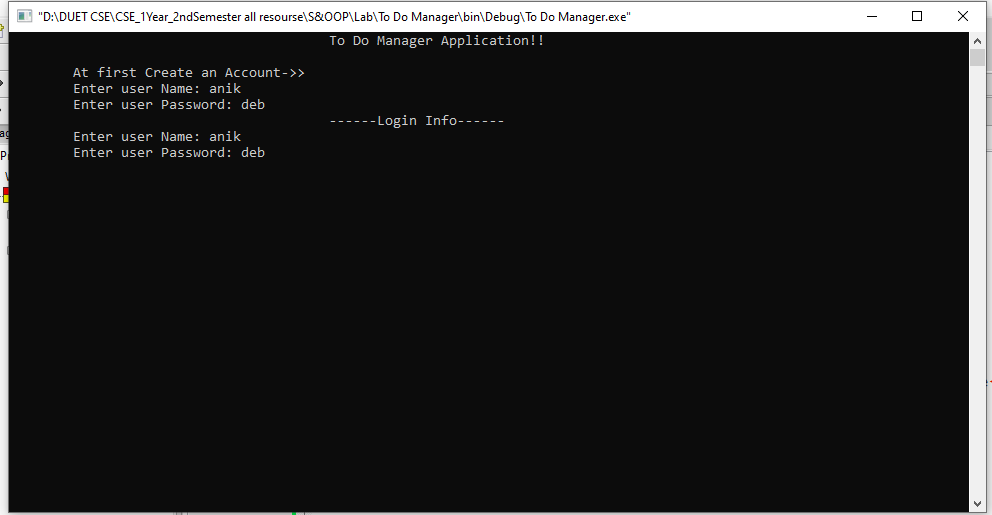 "D:\DUET CSE\CSE_1Year_2ndSemester all resourse\S&OOP\Lab\To Do Manager\bin\Debug\To Do Manager.exe"
To Do Manager Application!!
At first Create an Account->>
Enter user Name: anik
Enter user Password: deb
------Login Info------
Enter user Name: anik
Enter user Password: deb